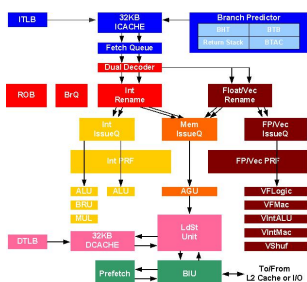 ITLB
32KB
ICACHE
Branch Predictor
BHT
BTB
Return Stack
BTAC
Fetch Queue
Dual Decoder
ROB
BrQ
Int
Rename
Float/Vec
Rename
Int
IssueQ
Mem
IssueQ
FP/Vec
IssueQ
Int PRF
FP/Vec PRF
ALU
ALU
AGU
VFLogic
BRU
VFMac
MUL
VIntALU
DTLB
32KB
DCACHE
LdSt
Unit
VIntMac
VShuf
Prefetch
BIU
To/From
L2 Cache or I/O